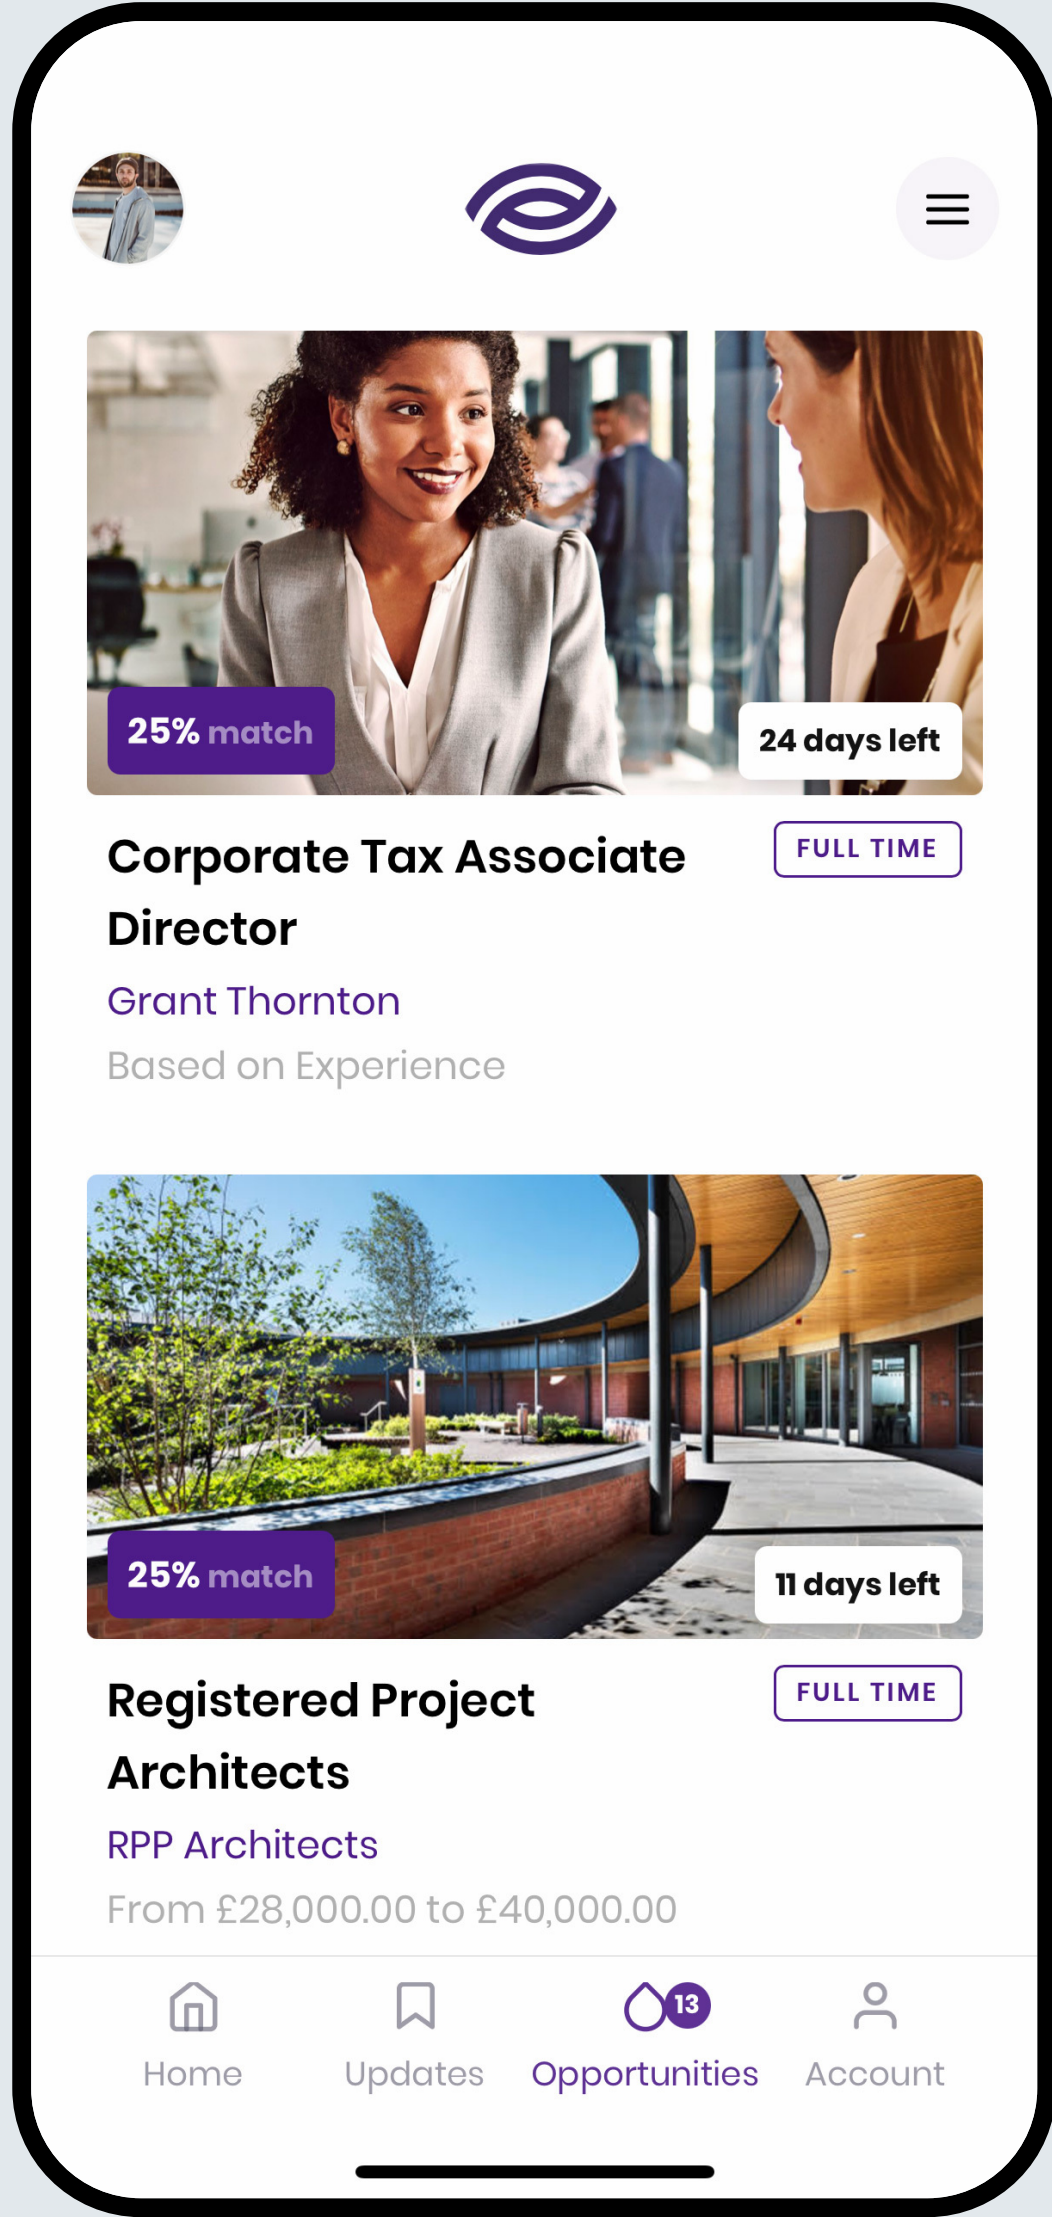 25% match
24 days left
Corporate Tax Associate
Director
FULL TIME
Grant Thornton
Based on Experience
25% match
11 days left
Registered Project
Architects
FULL TIME
RPP Architects
From £28,000.00 to £40,000.00
13
Home
Updates
Opportunities
Account